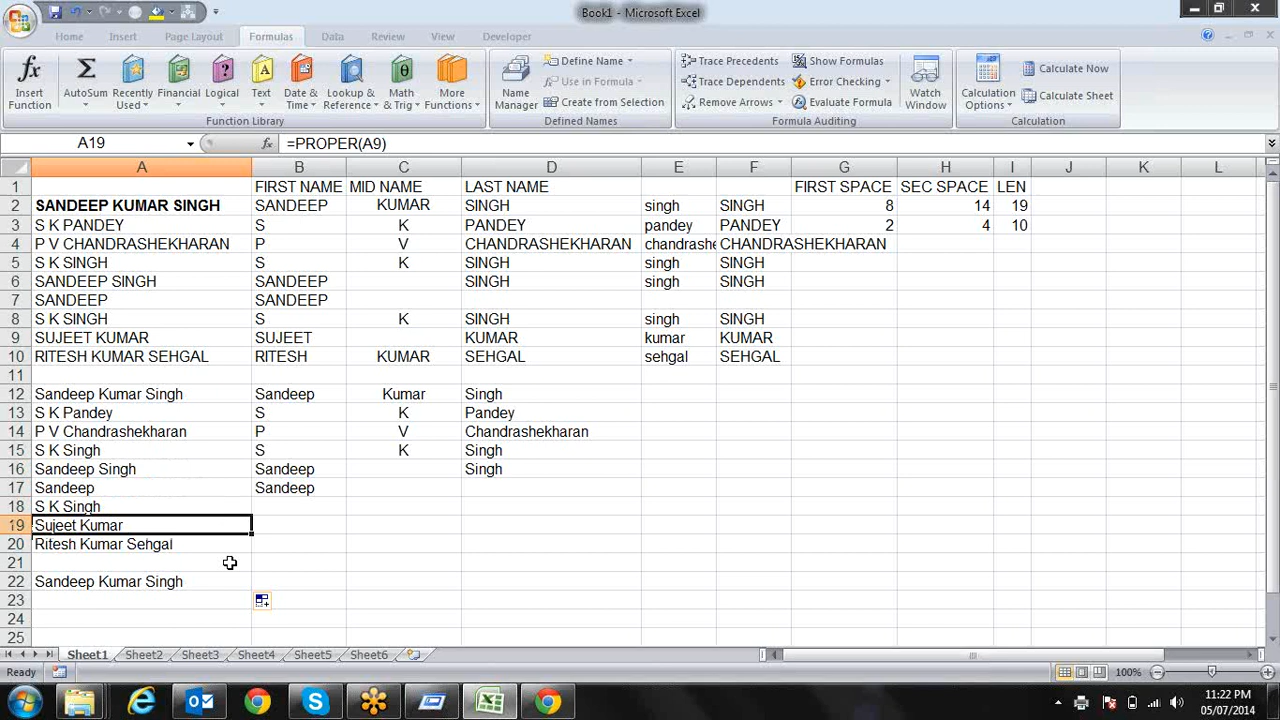 Book1 - Microsoft Excel
Home Insert Page Layout Formulas Data Review View Developer
fx Σ ? A θ
Insert Function
AutoSum
Recently Used
Financial
Logical
Text
Date & Time
Lookup & Reference
Math & Trig
More Functions
Function Library
Name Manager
Define Name
Use in Formula
Create from Selection
Defined Names
Trace Precedents
Trace Dependents
Remove Arrows
Show Formulas
Error Checking
Evaluate Formula
Formula Auditing
Watch Window
Calculation Options
Calculate Now
Calculate Sheet
Calculation
A19 fx =PROPER(A9)
A B C D E F G H I J K L
1 FIRST NAME MID NAME LAST NAME FIRST SPACE SEC SPACE LEN
2 SANDEEP KUMAR SINGH SANDEEP KUMAR SINGH singh SINGH 8 14 19
3 S K PANDEY S K PANDEY pandey PANDEY 2 4 10
4 P V CHANDRASHEKHARAN P V CHANDRASHEKHARAN chandrashe CHANDRASHEKHARAN
5 S K SINGH S K SINGH singh SINGH
6 SANDEEP SINGH SANDEEP SINGH singh SINGH
7 SANDEEP SANDEEP
8 S K SINGH S K SINGH singh SINGH
9 SUJEET KUMAR SUJEET KUMAR kumar KUMAR
10 RITESH KUMAR SEHGAL RITESH KUMAR SEHGAL sehgal SEHGAL
11
12 Sandeep Kumar Singh Sandeep Kumar Singh
13 S K Pandey S K Pandey
14 P V Chandrashekharan P V Chandrashekharan
15 S K Singh S K Singh
16 Sandeep Singh Sandeep Singh
17 Sandeep Sandeep
18 S K Singh
19 Sujeet Kumar
20 Ritesh Kumar Sehgal
21
22 Sandeep Kumar Singh
23
24
25
Sheet1 Sheet2 Sheet3 Sheet4 Sheet5 Sheet6
Ready 100%
11:22 PM
05/07/2014